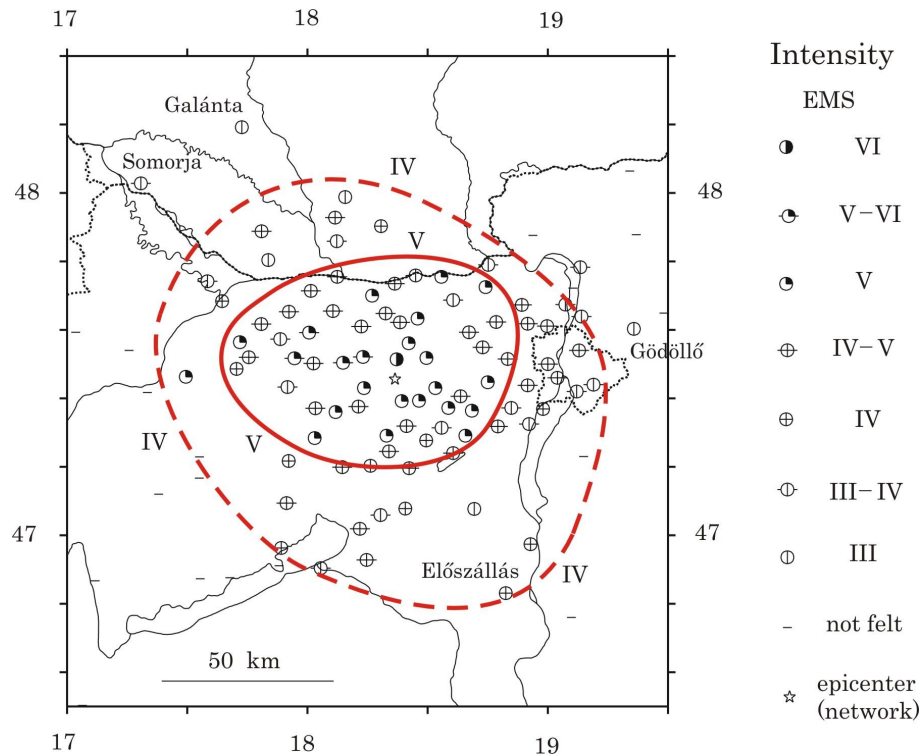 17 18 19
Intensity
EMS
VI
V–VI
V
IV–V
IV
III–IV
III
not felt
epicenter
(network)
Galánta
Somorja
IV
48 48
V
Gödöllő
IV V
47 47
Előszállás IV
50 km
17 18 19